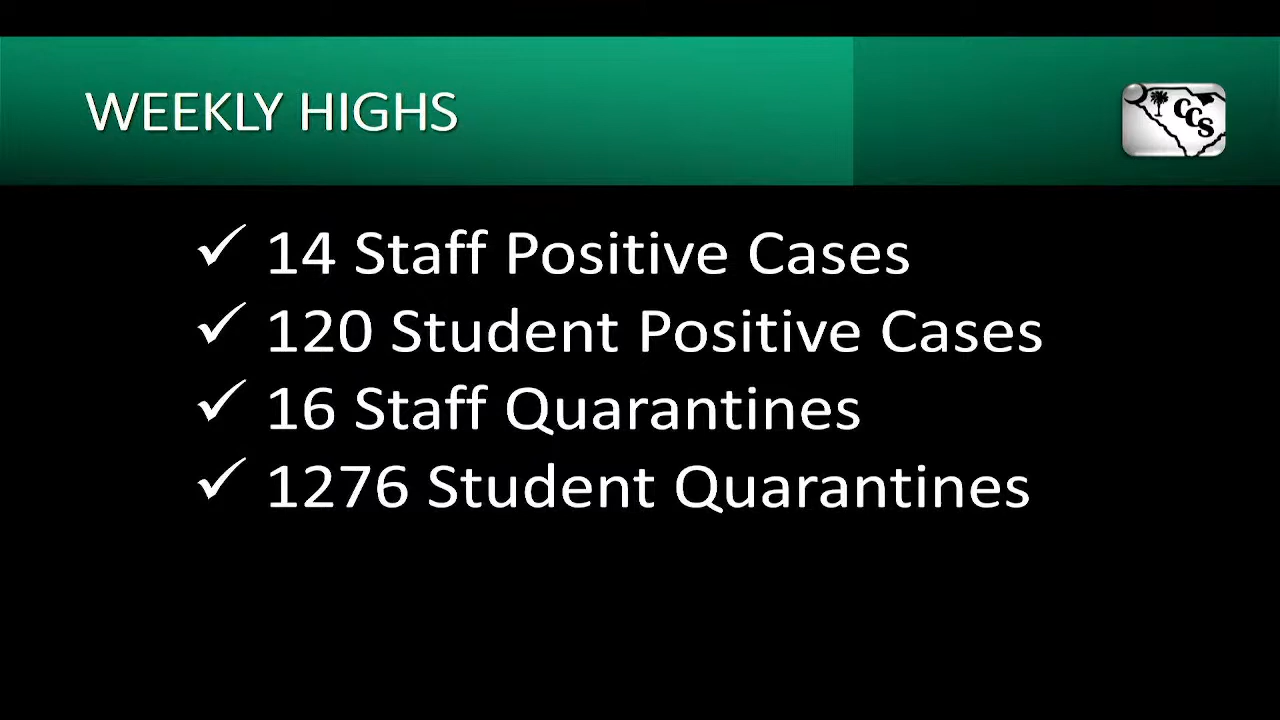 WEEKLY HIGHS
CCS
✓ 14 Staff Positive Cases
✓ 120 Student Positive Cases
✓ 16 Staff Quarantines
✓ 1276 Student Quarantines